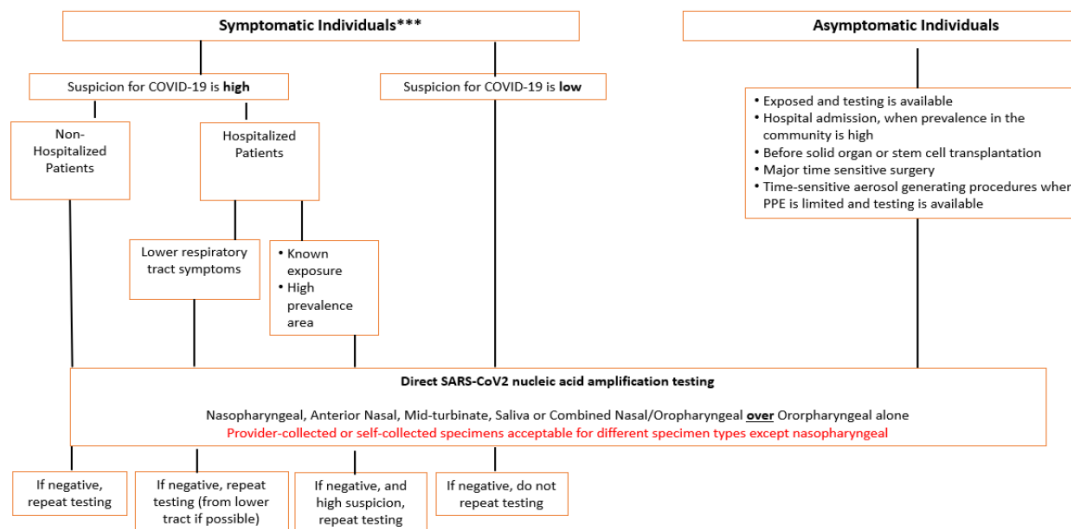 Symptomatic Individuals***
Asymptomatic Individuals
Suspicion for COVID-19 is high
Suspicion for COVID-19 is low
Non-
Hospitalized
Patients
Hospitalized
Patients
• Exposed and testing is available
• Hospital admission, when prevalence in the
community is high
• Before solid organ or stem cell transplantation
• Major time sensitive surgery
• Time-sensitive aerosol generating procedures when
PPE is limited and testing is available
Lower respiratory
tract symptoms
• Known
exposure
• High
prevalence
area
Direct SARS-CoV2 nucleic acid amplification testing
Nasopharyngeal, Anterior Nasal, Mid-turbinate, Saliva or Combined Nasal/Oropharyngeal over Ororpharyngeal alone
Provider-collected or self-collected specimens acceptable for different specimen types except nasopharyngeal
If negative,
repeat testing
If negative, repeat
testing (from lower
tract if possible)
If negative, and
high suspicion,
repeat testing
If negative, do not
repeat testing